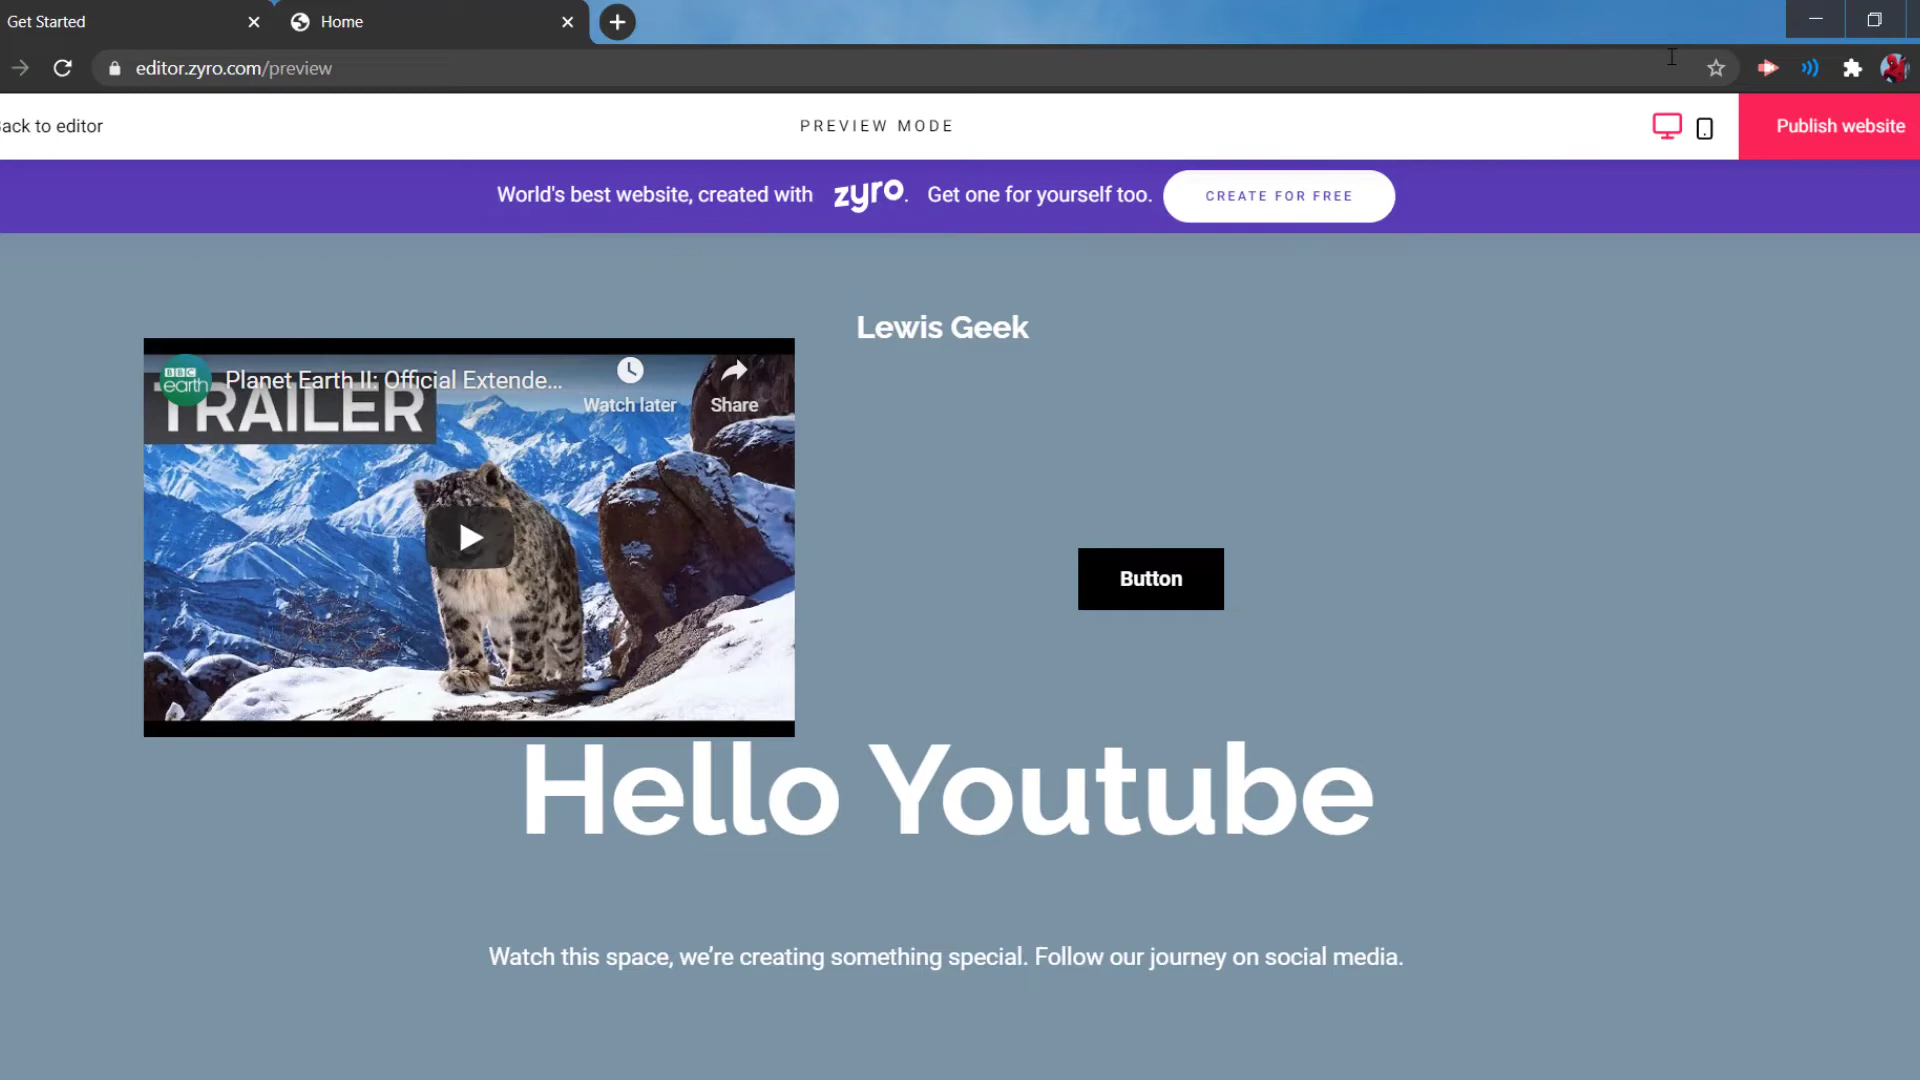 Get Started
Home
editor.zyro.com/preview
ack to editor
PREVIEW MODE
Publish website
World's best website, created with zyro. Get one for yourself too. CREATE FOR FREE
Lewis Geek
BBC earth
Planet Earth II: Official Extende...
Watch later
Share
TRAILER
Button
Hello Youtube
Watch this space, we’re creating something special. Follow our journey on social media.